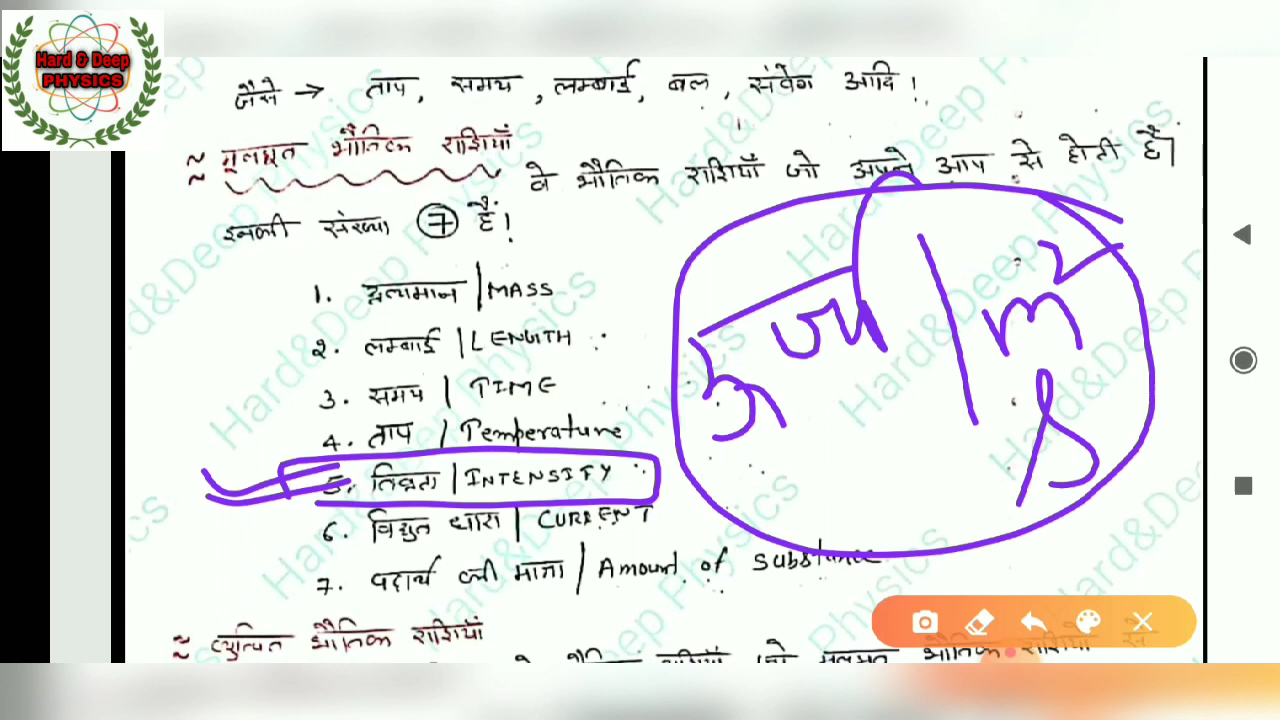 Hard & Deep
PHYSICS
जैसे → ताप, समय, लम्बाई, बल, संवेग आदि।
मूलभूत भौतिक राशियाँ
वे भौतिक राशियाँ जो अपने आप से होती हैं।
इनकी संख्या 7 है।
1. द्रव्यमान | MASS
2. लम्बाई | LENGTH
3. समय | TIME
4. ताप / Temperature
5. तिव्रता | INTENSITY
6. विद्युत धारा | CURRENT
7. पदार्थ की मात्रा / Amount of Substance
व्युत्पित भौतिक राशियाँ